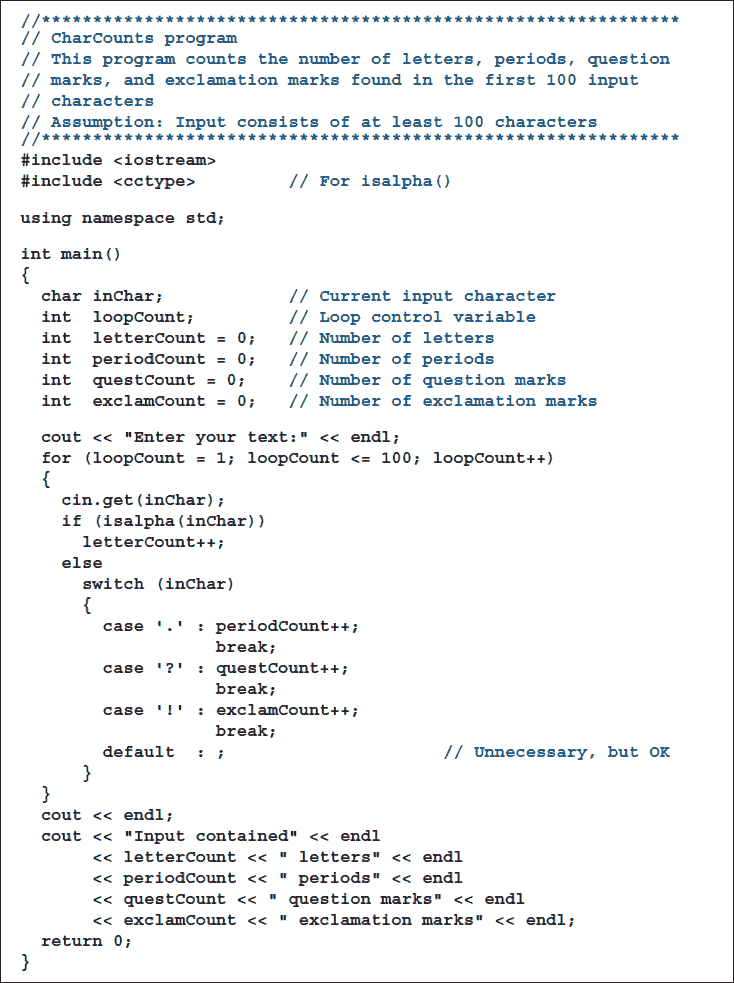 //**************************************************************
// CharCounts program
// This program counts the number of letters, periods, question
// marks, and exclamation marks found in the first 100 input
// characters
// Assumption: Input consists of at least 100 characters
//**************************************************************
#include <iostream>
#include <cctype>         // For isalpha()

using namespace std;

int main()
{
  char inChar;            // Current input character
  int  loopCount;         // Loop control variable
  int  letterCount = 0;   // Number of letters
  int  periodCount = 0;   // Number of periods
  int  questCount = 0;    // Number of question marks
  int  exclamCount = 0;   // Number of exclamation marks

  cout << "Enter your text:" << endl;
  for (loopCount = 1; loopCount <= 100; loopCount++)
  {
    cin.get(inChar);
    if (isalpha(inChar))
      letterCount++;
    else
      switch (inChar)
      {
        case '.' : periodCount++;
                   break;
        case '?' : questCount++;
                   break;
        case '!' : exclamCount++;
                   break;
        default  : ;                     // Unnecessary, but OK
      }
  }
  cout << endl;
  cout << "Input contained" << endl
       << letterCount << " letters" << endl
       << periodCount << " periods" << endl
       << questCount << " question marks" << endl
       << exclamCount << " exclamation marks" << endl;
  return 0;
}